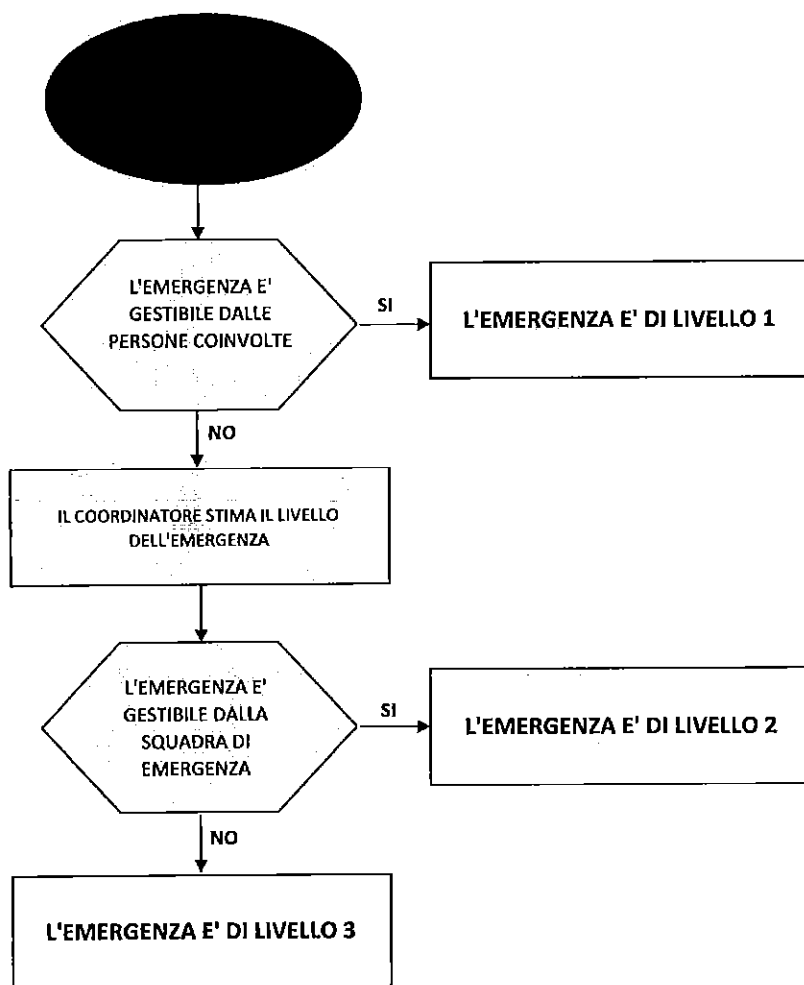 L'EMERGENZA E'
GESTIBILE DALLE
PERSONE COINVOLTE
SI
L'EMERGENZA E' DI LIVELLO 1
NO
IL COORDINATORE STIMA IL LIVELLO
DELL'EMERGENZA
L'EMERGENZA E'
GESTIBILE DALLA
SQUADRA DI
EMERGENZA
SI
L'EMERGENZA E' DI LIVELLO 2
NO
L'EMERGENZA E' DI LIVELLO 3